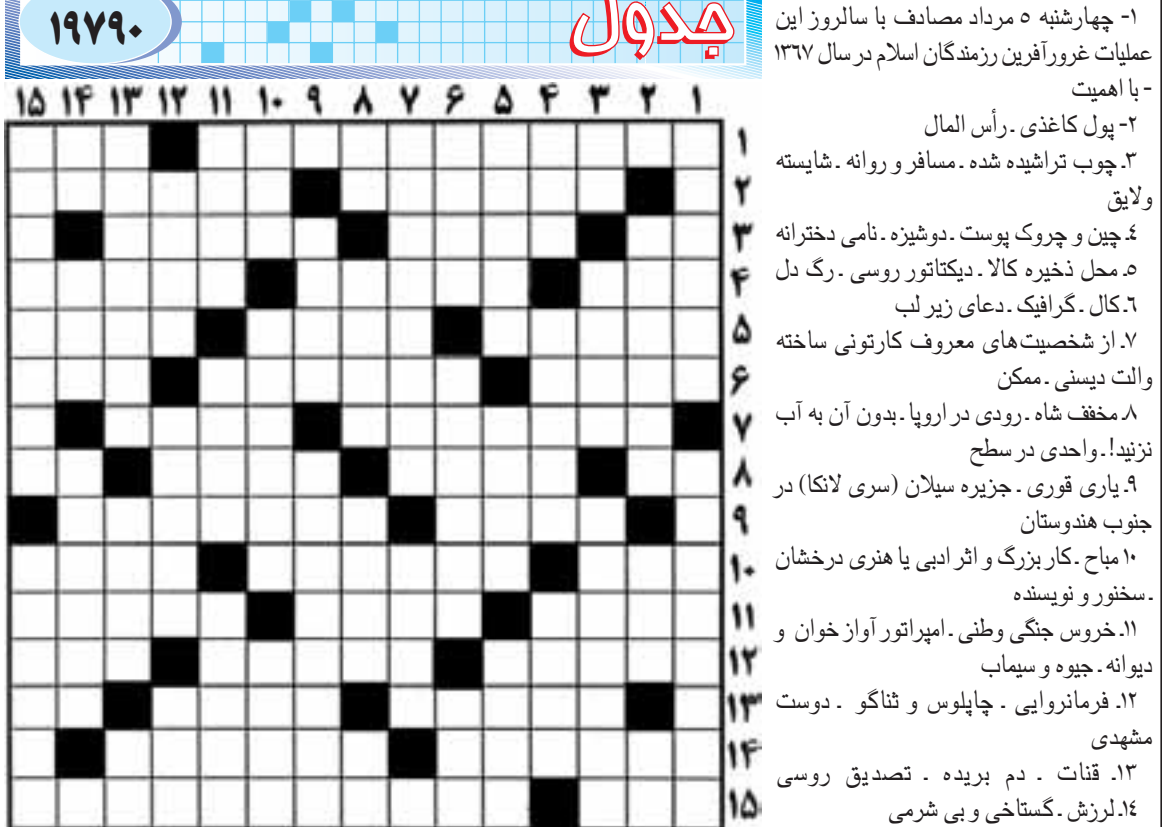 جدول
۱۹۷۹۰
۱- چهارشنبه ٥ مرداد مصادف با سالروز این
عملیات غرورآفرین رزمندگان اسلام در سال ١٣٦٧
- با اهمیت
۲- پول کاغذی ـ رأس المال
۳ـ چوب تراشیده شده ـ مسافر و روانه ـ شایسته
ولایق
٤ـ چین و چروک پوست ـ دوشیزه ـ نامی دخترانه
٥ـ محل ذخیره کالا ـ دیکتاتور روسی ـ رگ دل
٦ـ کال ـ گرافیک ـ دعای زیر لب
۷ـ از شخصیت‌های معروف کارتونی ساخته
والت دیسنی ـ ممکن
۸ـ مخفف شاه ـ رودی در اروپا ـ بدون آن به آب
نزنید! ـ واحدی در سطح
۹ـ یاری قوری ـ جزیره سیلان (سری لانکا) در
جنوب هندوستان
۱۰ مباح ـ کار بزرگ و اثر ادبی یا هنری درخشان
ـ سخنور و نویسنده
۱۱ـ خروس جنگی وطنی ـ امپراتور آواز خوان و
دیوانه ـ جیوه و سیماب
۱۲ـ فرمانروایی ـ چاپلوس و ثناگو ـ دوست
مشهدی
۱۳ـ قنات ـ دم بریده ـ تصدیق روسی
۱٤ـ لرزش ـ گستاخی و بی شرمی
۱۵ ۱۴ ۱۳ ۱۲ ۱۱ ۱۰ ۹ ۸ ۷ ۶ ۵ ۴ ۳ ۲ ۱
۱
۲
۳
۴
۵
۶
۷
۸
۹
۱۰
۱۱
۱۲
۱۳
۱۴
۱۵